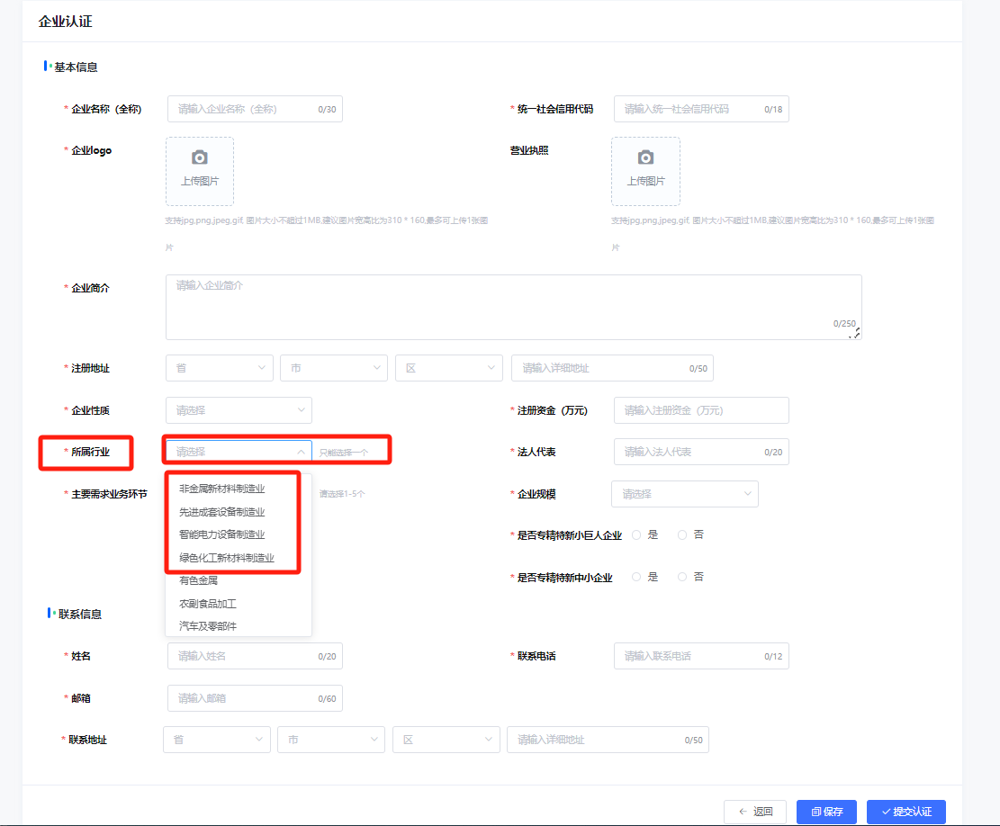 企业认证
基本信息
* 企业名称（全称） 请输入企业名称（全称） 0/30 * 统一社会信用代码 请输入统一社会信用代码 0/18
* 企业logo 上传图片 营业执照 上传图片
支持jpg,png,jpeg,gif, 图片大小不超过1MB,建议图片宽高比为310 * 160,最多可上传1张图 支持jpg,png,jpeg,gif, 图片大小不超过1MB,建议图片宽高比为310 * 160,最多可上传1张图
片 片
* 企业简介 请输入企业简介
0/250
* 注册地址 省 市 区 请输入详细地址 0/50
* 企业性质 请选择 * 注册资金（万元） 请输入注册资金（万元）
* 所属行业 请选择 只能选择一个 * 法人代表 请输入法人代表 0/20
* 主要需求业务环节 非金属新材料制造业 请选择1-5个 * 企业规模 请选择
先进成套设备制造业
智能电力设备制造业 * 是否专精特新小巨人企业 是 否
绿色化工新材料制造业
有色金属 * 是否专精特新中小企业 是 否
农副食品加工
联系信息
汽车及零部件
* 姓名 请输入姓名 0/20 * 联系电话 请输入联系电话 0/12
* 邮箱 请输入邮箱 0/60
* 联系地址 省 市 区 请输入详细地址 0/50
返回 保存 提交认证